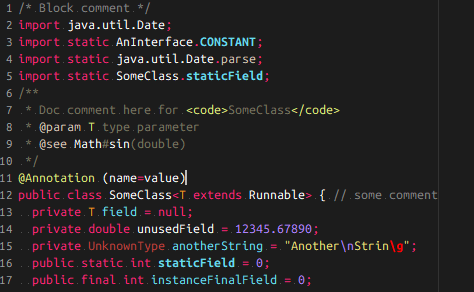 1 /* Block comment */
2 import java.util.Date;
3 import static AnInterface.CONSTANT;
4 import static java.util.Date.parse;
5 import static SomeClass.staticField;
6 /**
7  * Doc comment here for <code>SomeClass</code>
8  * @param T type parameter
9  * @see Math#sin(double)
10  */
11 @Annotation (name=value)
12 public class SomeClass<T extends Runnable> { // some comment
13   private T field = null;
14   private double unusedField = 12345.67890;
15   private UnknownType anotherString = "Another\nStrin\g";
16   public static int staticField = 0;
17   public final int instanceFinalField = 0;